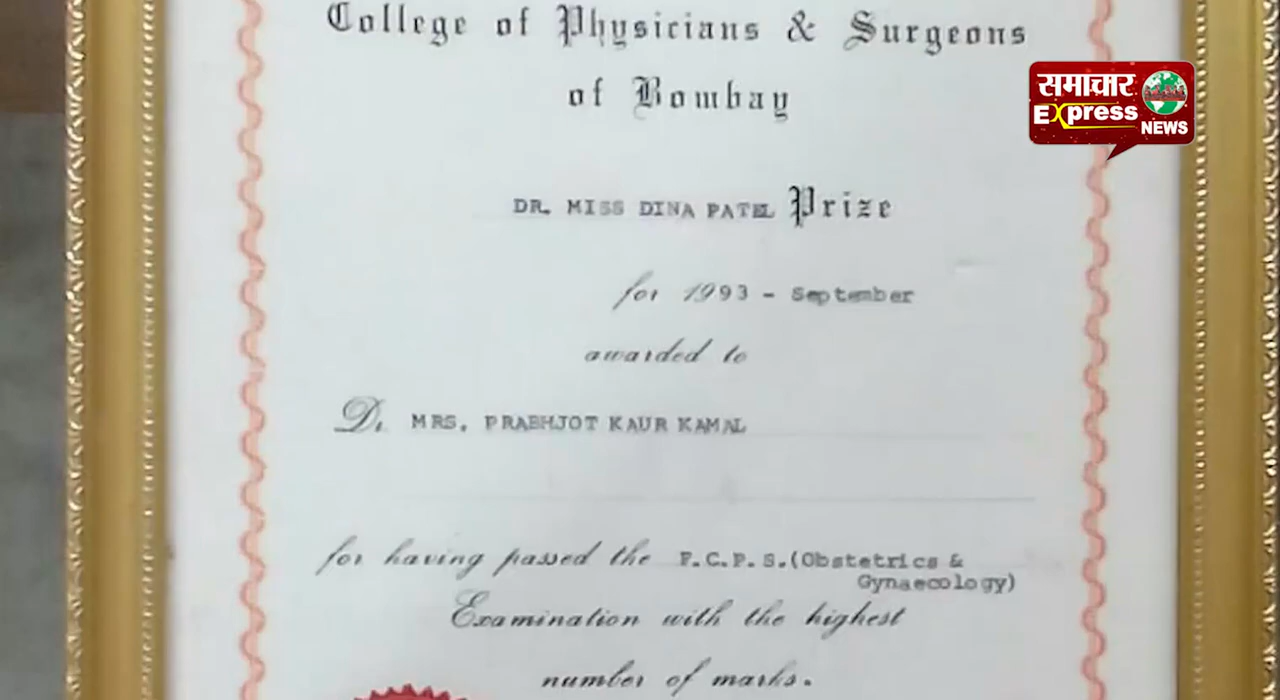 College of Physicians & Surgeons
of Bombay
समाचार
Express
NEWS
DR. MISS DINA PATEL Prize
for 1993 - September
awarded to
Dr. MRS. PRABHJOT KAUR KAMAL
for having passed the F.C.P.S.(Obstetrics &
Gynaecology)
Examination with the highest
number of marks.